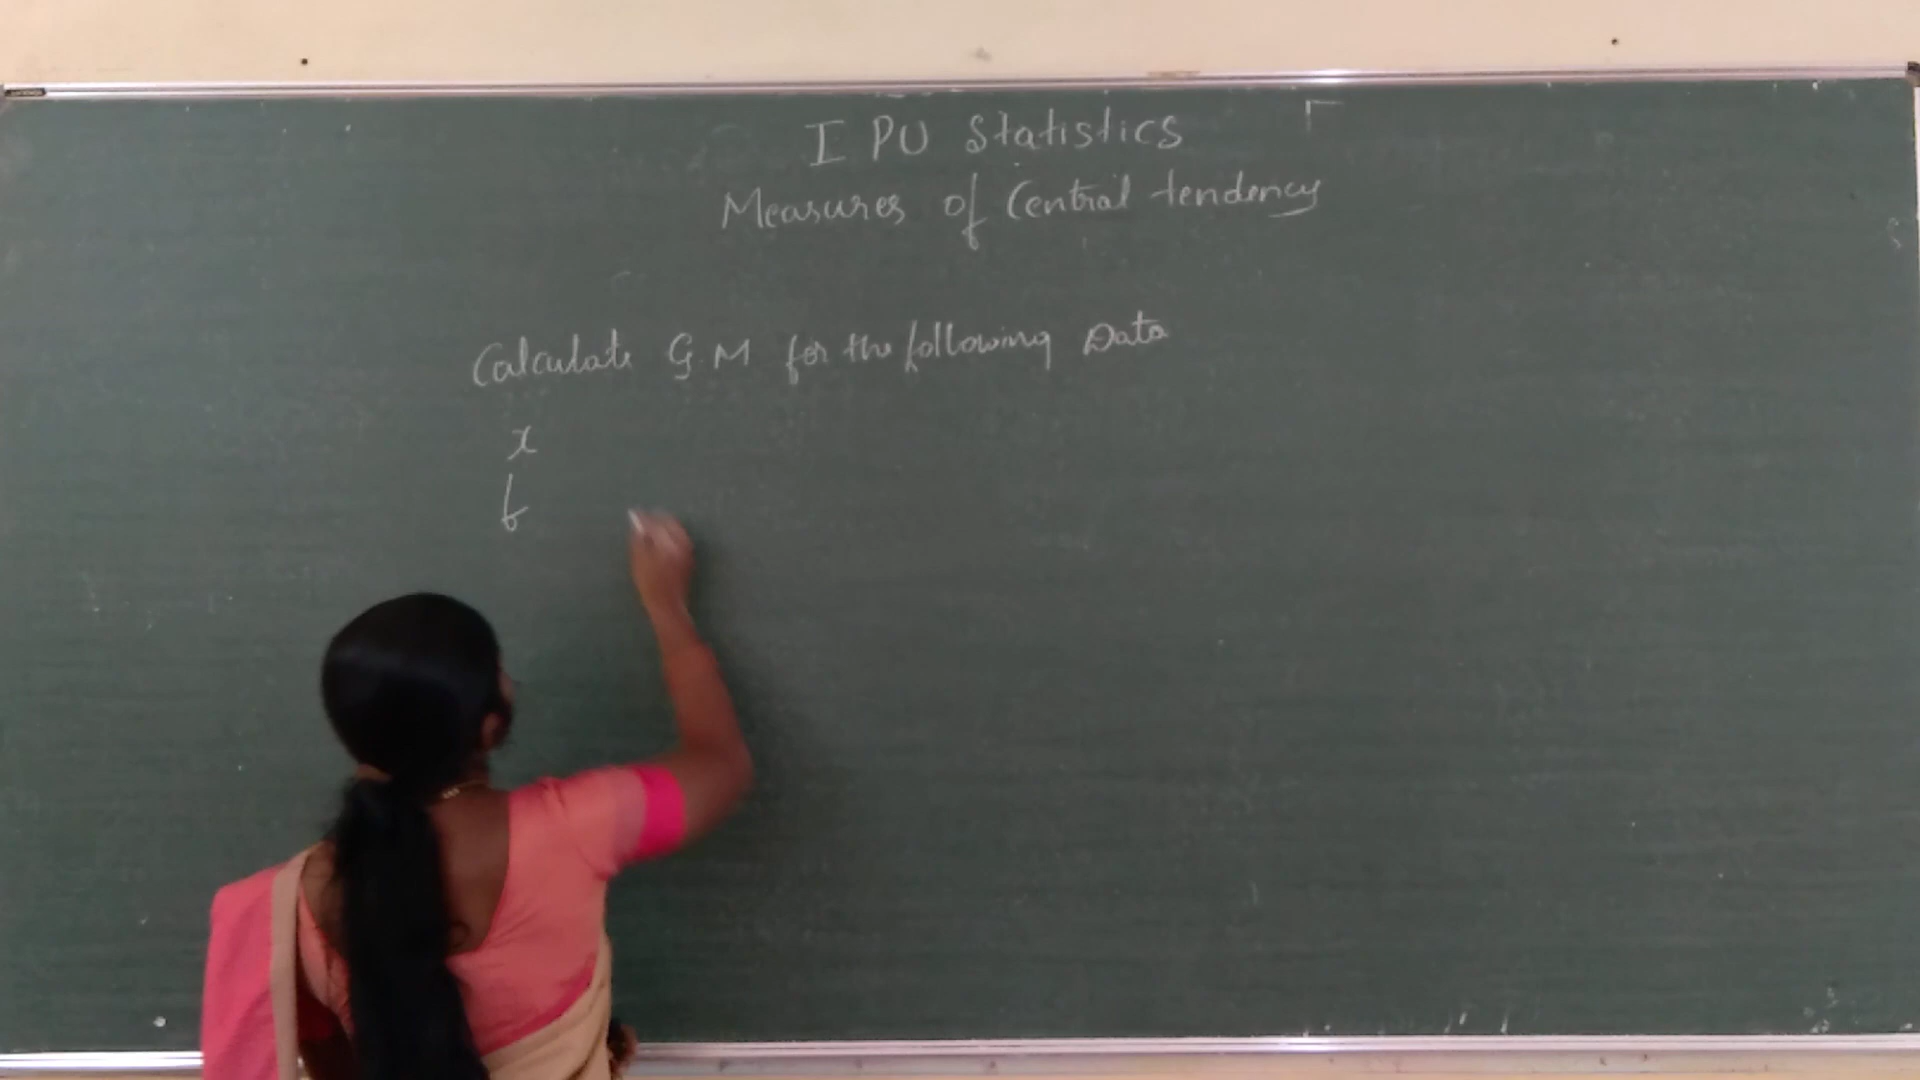 I PU Statistics
Measures of Central tendency
Calculate G.M for the following Data
x
f